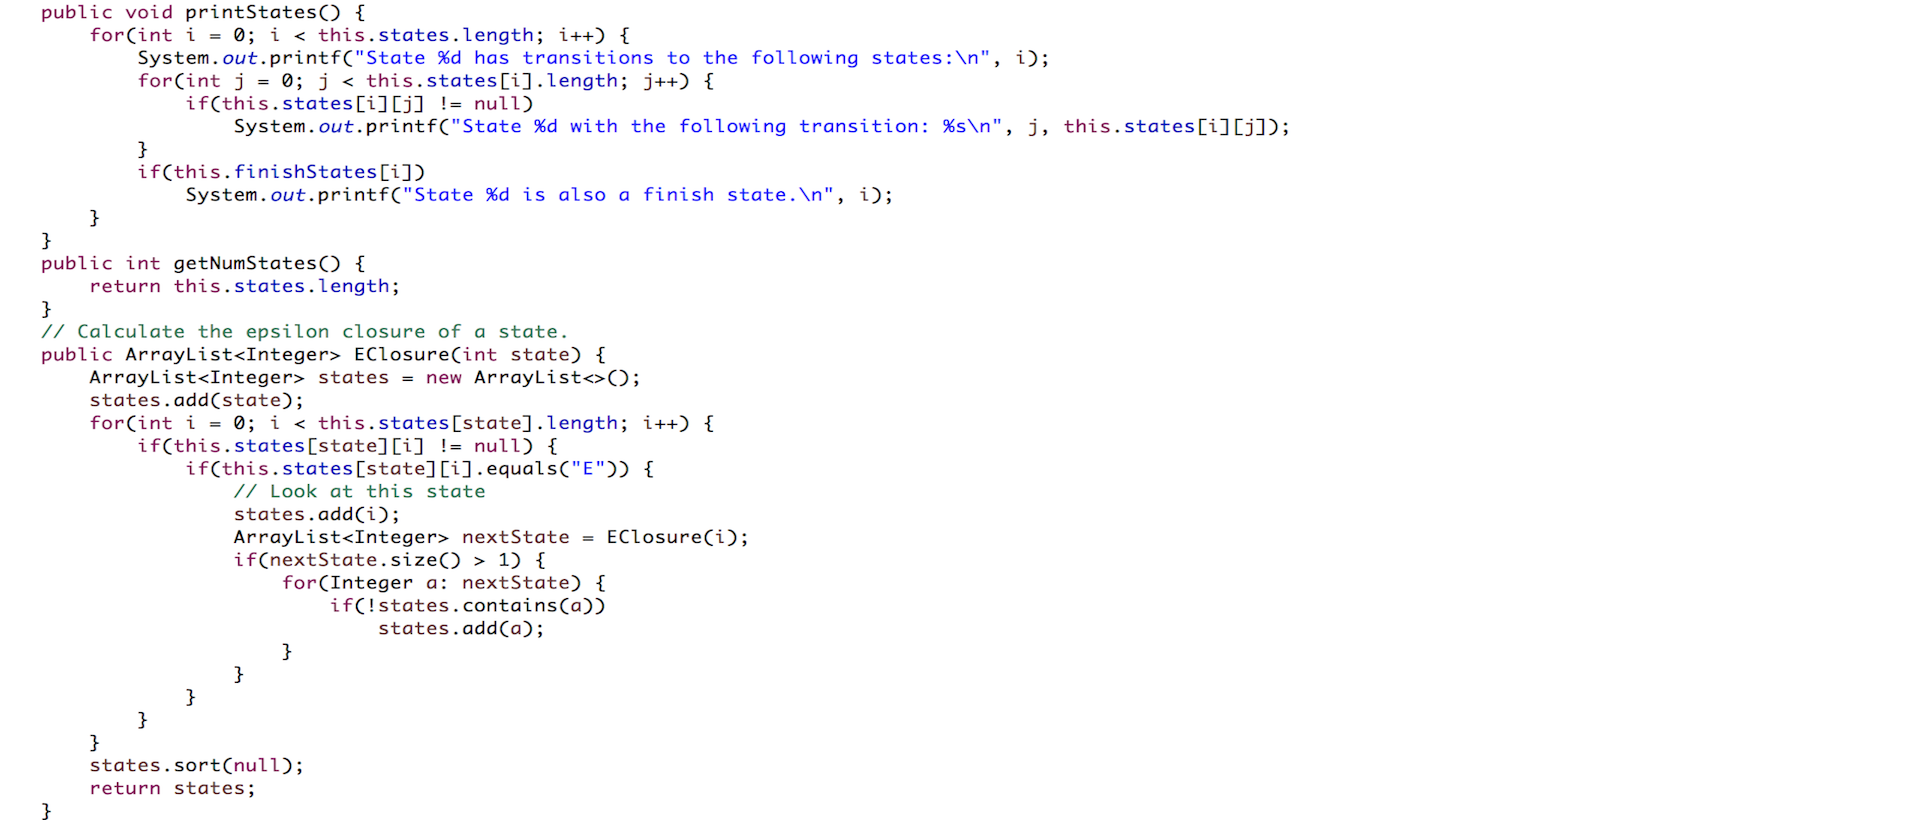 public void printStates() {
    for(int i = 0; i < this.states.length; i++) {
        System.out.printf("State %d has transitions to the following states:\n", i);
        for(int j = 0; j < this.states[i].length; j++) {
            if(this.states[i][j] != null)
                System.out.printf("State %d with the following transition: %s\n", j, this.states[i][j]);
        }
        if(this.finishStates[i])
            System.out.printf("State %d is also a finish state.\n", i);
    }
}
public int getNumStates() {
    return this.states.length;
}
// Calculate the epsilon closure of a state.
public ArrayList<Integer> EClosure(int state) {
    ArrayList<Integer> states = new ArrayList<>();
    states.add(state);
    for(int i = 0; i < this.states[state].length; i++) {
        if(this.states[state][i] != null) {
            if(this.states[state][i].equals("E")) {
                // Look at this state
                states.add(i);
                ArrayList<Integer> nextState = EClosure(i);
                if(nextState.size() > 1) {
                    for(Integer a: nextState) {
                        if(!states.contains(a))
                            states.add(a);
                    }
                }
            }
        }
    }
    states.sort(null);
    return states;
}